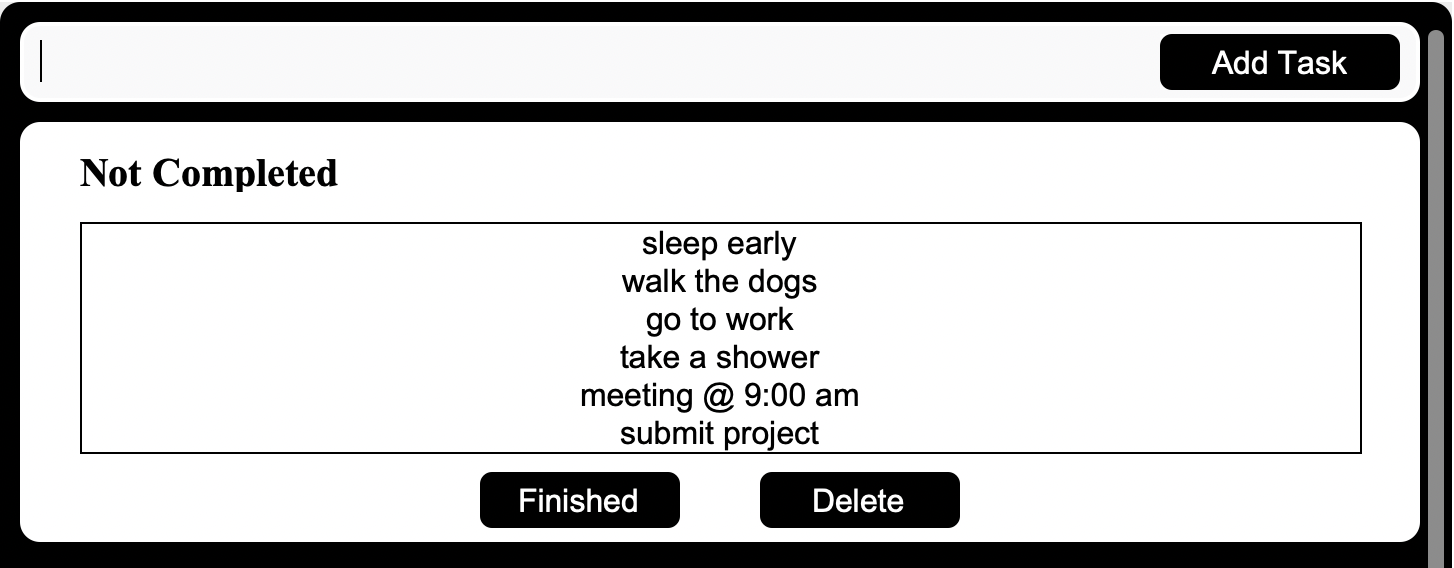 Add Task
Not Completed
sleep early
walk the dogs
go to work
take a shower
meeting @ 9:00 am
submit project
Finished
Delete